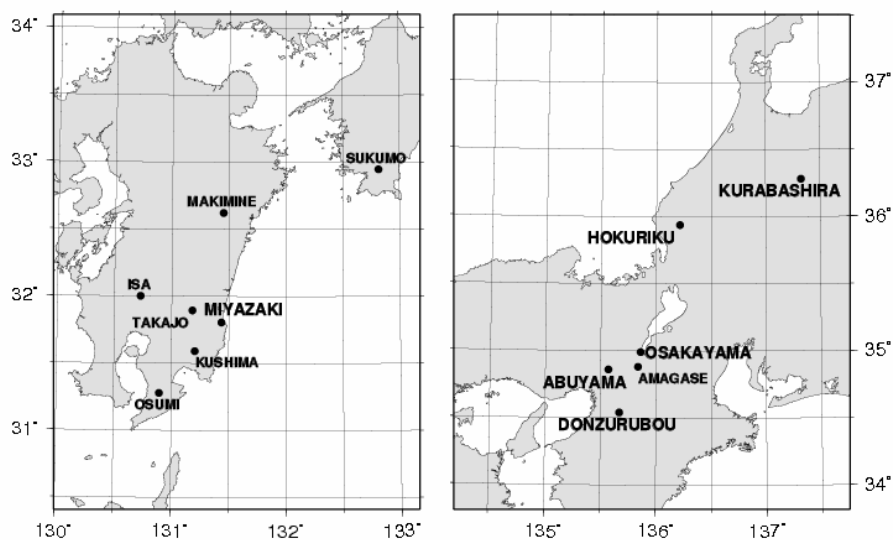 34°
33°
32°
31°
130°
131°
132°
133°
SUKUMO
MAKIMINE
ISA
MIYAZAKI
TAKAJO
KUSHIMA
OSUMI
37°
36°
35°
34°
135°
136°
137°
KURABASHIRA
HOKURIKU
OSAKAYAMA
ABUYAMA
AMAGASE
DONZURUBOU